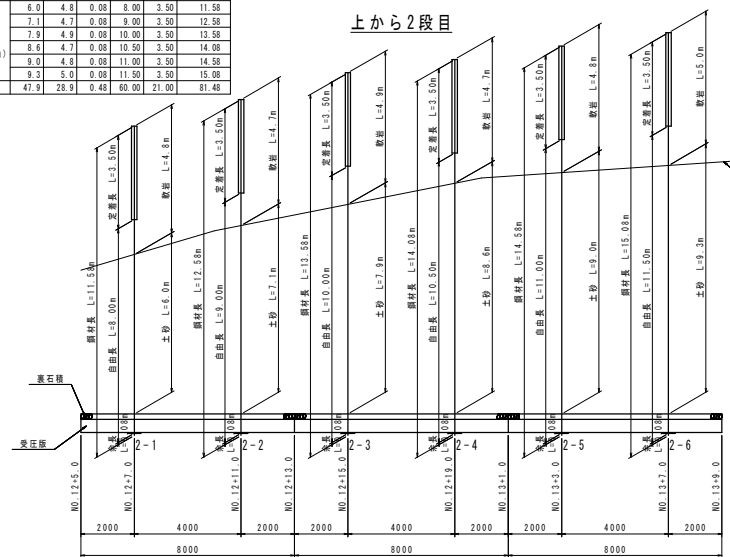 6.0 4.8 0.08 8.00 3.50 11.58
7.1 4.7 0.08 9.00 3.50 12.58
7.9 4.9 0.08 10.00 3.50 13.58
8.6 4.7 0.08 10.50 3.50 14.08
9.0 4.8 0.08 11.00 3.50 14.58
9.3 5.0 0.08 11.50 3.50 15.08
47.9 28.9 0.48 60.00 21.00 81.48
上から2段目
鋼材長 L=11.58m
自由長 L=8.00m
定着長 L=3.50m
軟岩 L=4.8m
土砂 L=6.0m
鋼材長 L=12.58m
自由長 L=9.00m
定着長 L=3.50m
軟岩 L=4.7m
土砂 L=7.1m
鋼材長 L=13.58m
自由長 L=10.00m
定着長 L=3.50m
軟岩 L=4.9m
土砂 L=7.9m
鋼材長 L=14.08m
自由長 L=10.50m
定着長 L=3.50m
軟岩 L=4.7m
土砂 L=8.6m
鋼材長 L=14.58m
自由長 L=11.00m
定着長 L=3.50m
軟岩 L=4.8m
土砂 L=9.0m
鋼材長 L=15.08m
自由長 L=11.50m
定着長 L=3.50m
軟岩 L=5.0m
土砂 L=9.3m
裏石積
受圧版
2-1
2-2
2-3
2-4
2-5
2-6
NO.12+5.0
NO.12+7.0
NO.12+11.0
NO.12+13.0
NO.12+15.0
NO.12+19.0
NO.13+1.0
NO.13+3.0
NO.13+7.0
NO.13+9.0
2000 4000 2000 2000 4000 2000 2000 4000 2000
8000 8000 8000